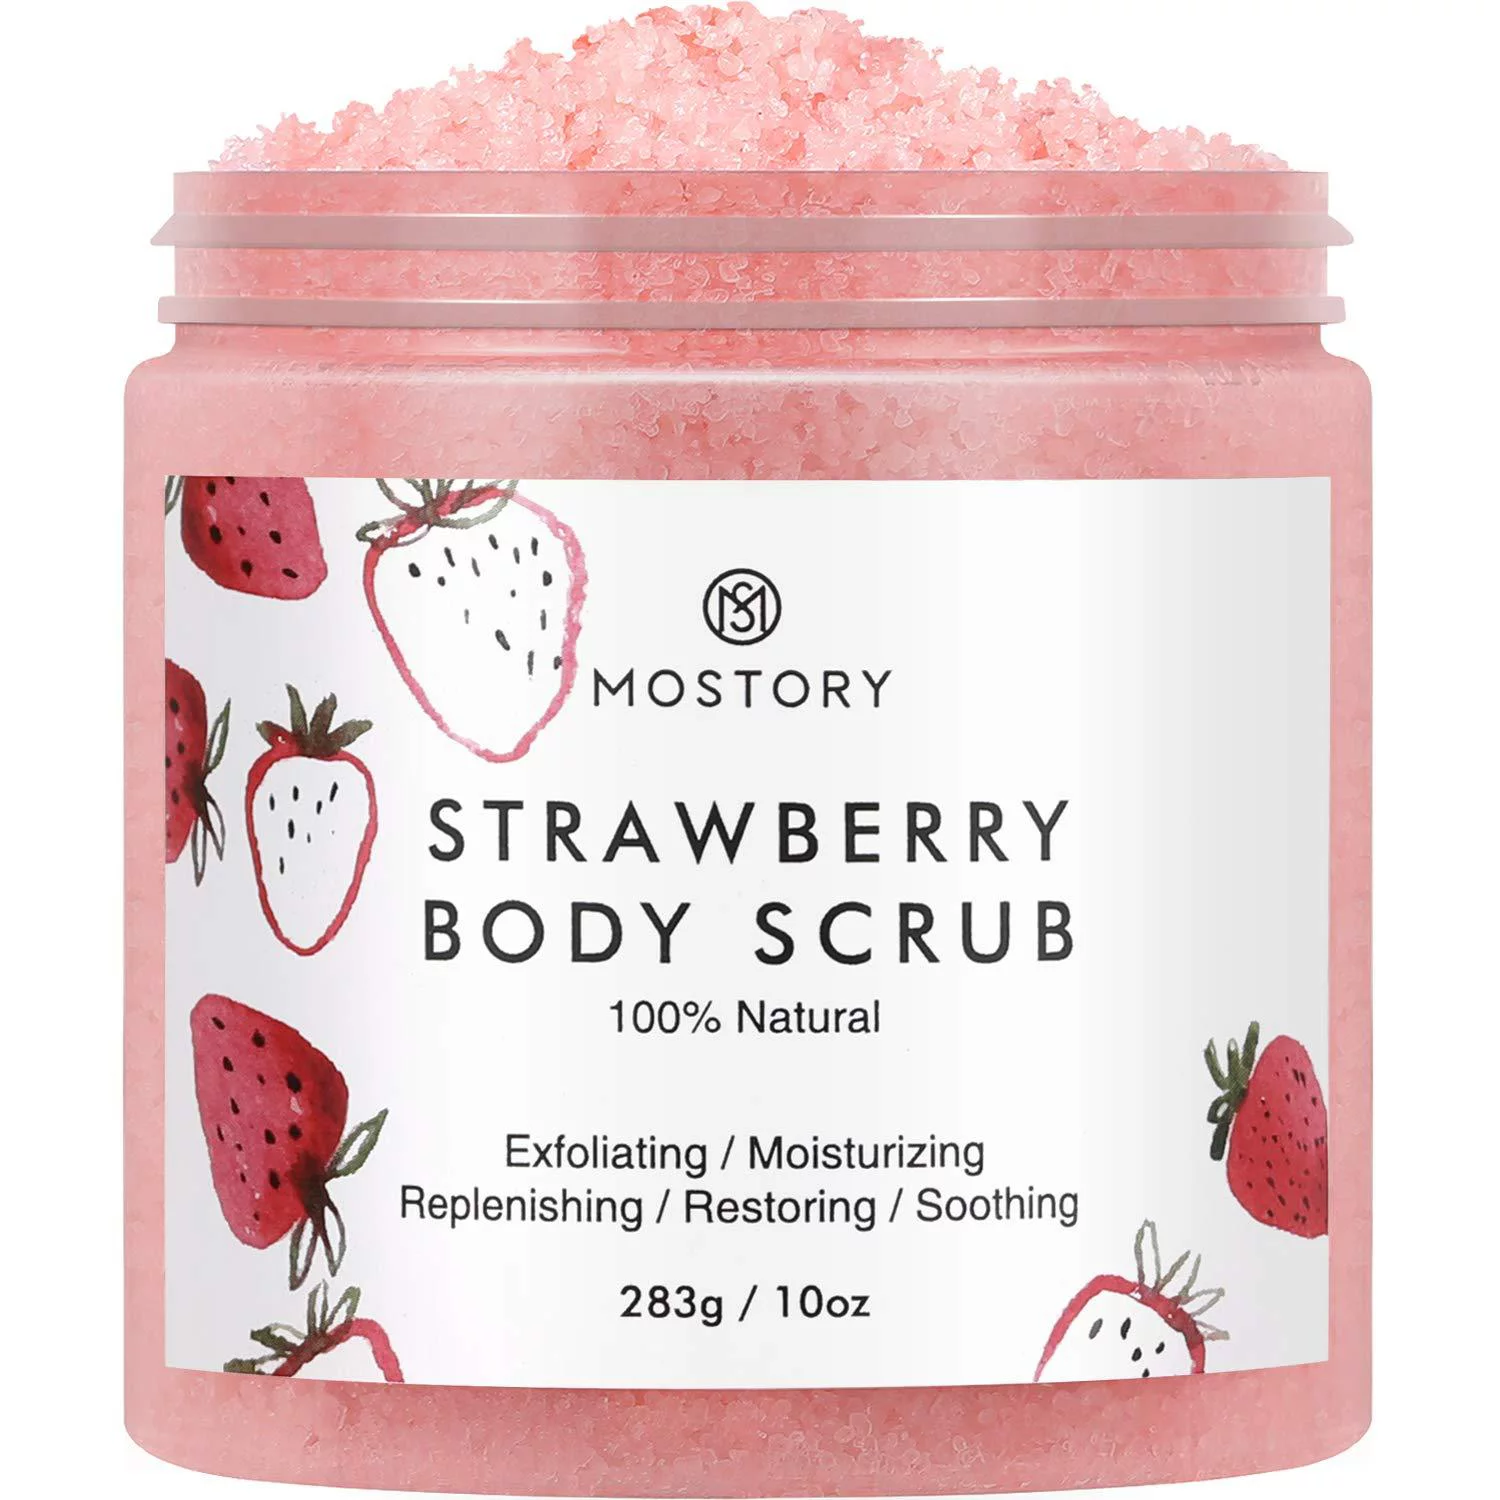 MOSTORY
STRAWBERRY
BODY SCRUB
100% Natural
Exfoliating / Moisturizing
Replenishing / Restoring / Soothing
283g / 10oz